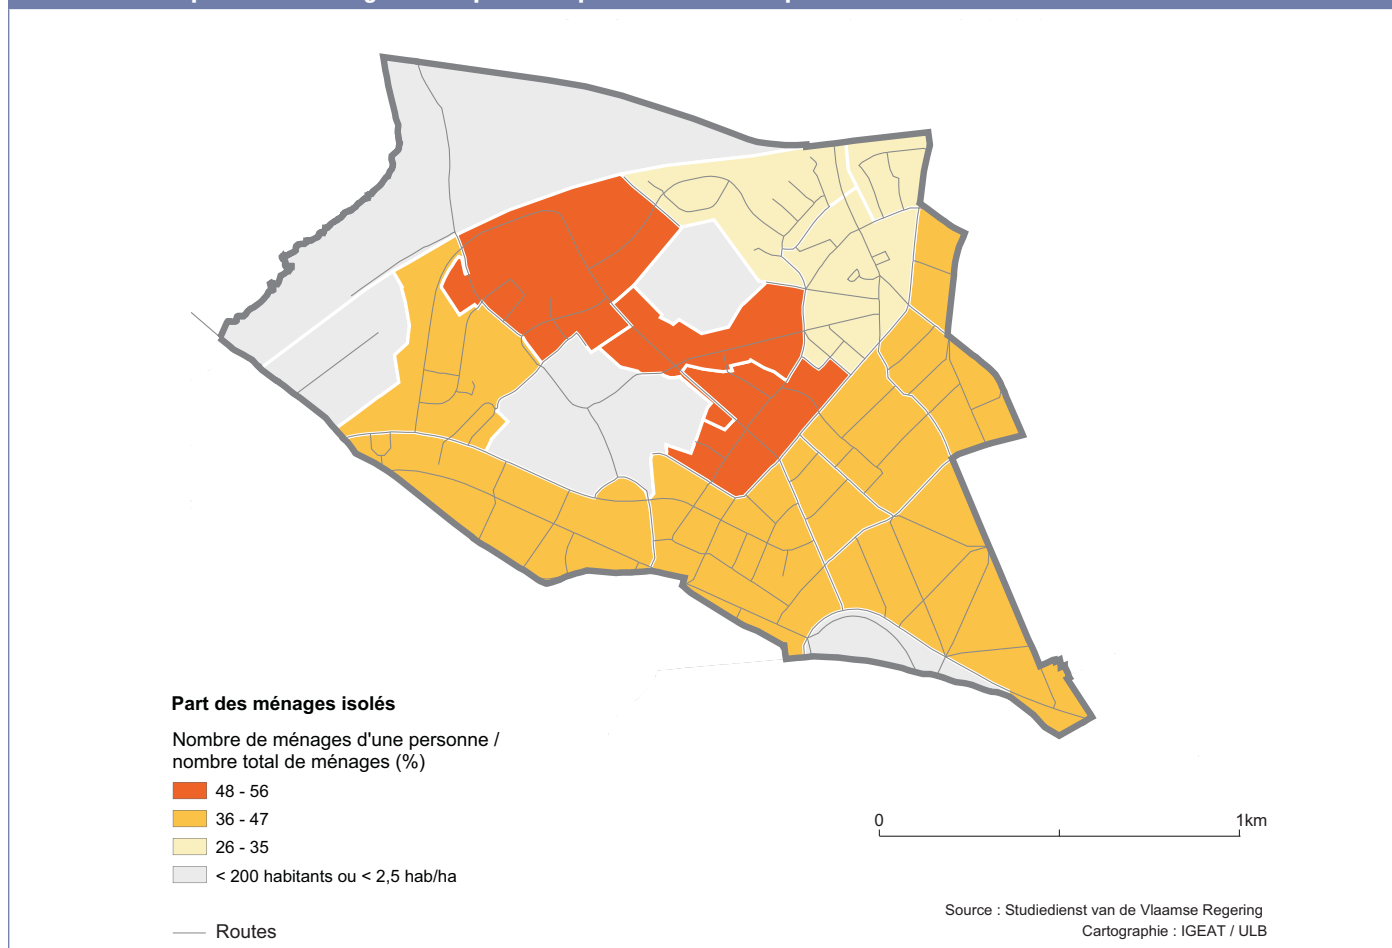 Part des ménages isolés
Nombre de ménages d'une personne /
nombre total de ménages (%)
48 - 56
36 - 47
26 - 35
< 200 habitants ou < 2,5 hab/ha
Routes
0
1km
Source : Studiedienst van de Vlaamse Regering
Cartographie : IGEAT / ULB